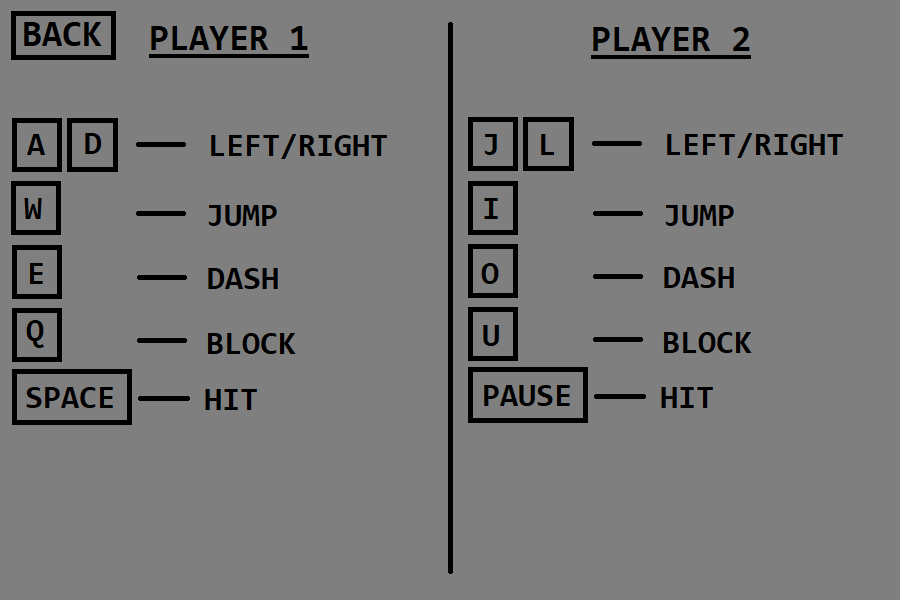 BACK
PLAYER 1
A D LEFT/RIGHT
W JUMP
E DASH
Q BLOCK
SPACE HIT
PLAYER 2
J L LEFT/RIGHT
I JUMP
O DASH
U BLOCK
PAUSE HIT